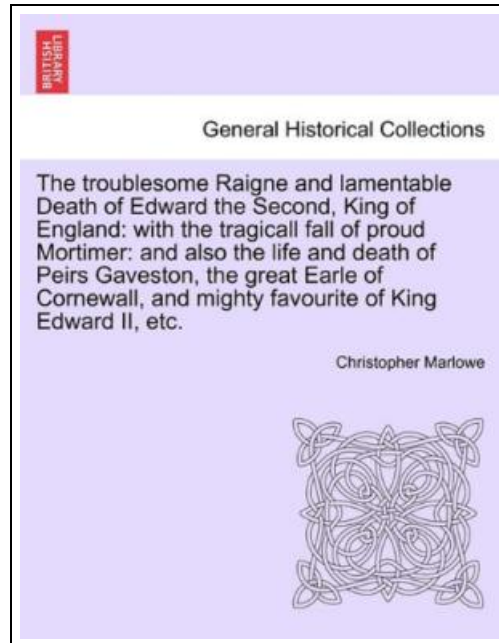 BRITISH
LIBRARY
General Historical Collections
The troublesome Raigne and lamentable
Death of Edward the Second, King of
England: with the tragicall fall of proud
Mortimer: and also the life and death of
Peirs Gaveston, the great Earle of
Cornewall, and mighty favourite of King
Edward II, etc.
Christopher Marlowe